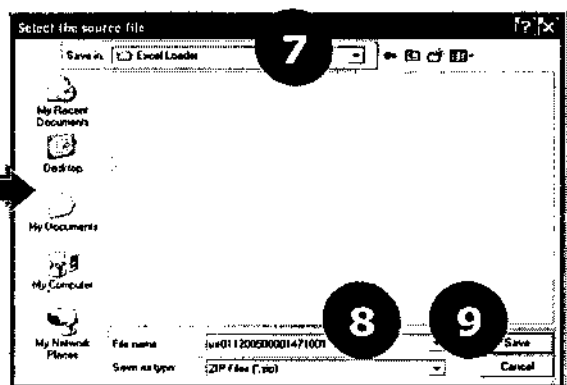 Select the source file
Save in: Excel Loader
7
My Recent
Documents
Desktop
My Documents
My Computer
My Network
Places
8
9
File name
Save
Save as type: ZIP Files (*.zip)
Cancel